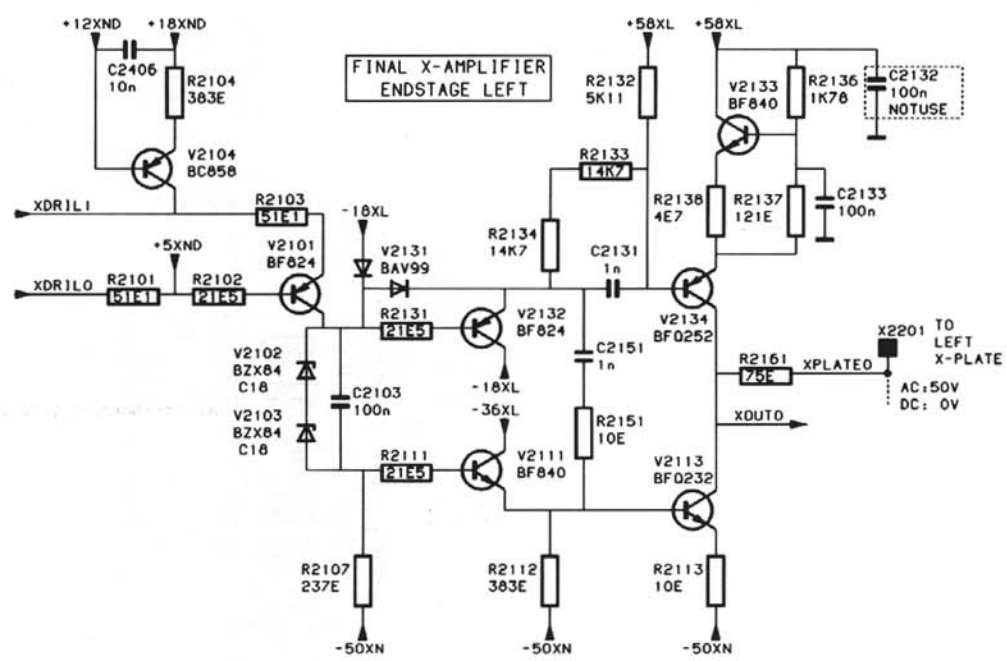 +12XND +18XND
C2406
10n
R2104
383E
V2104
BC858
FINAL X-AMPLIFIER
ENDSTAGE LEFT
+58XL
+58XL
R2132
5K11
V2133
BF840
R2136
1K78
C2132
100n
NOTUSE
R2133
14K7
R2134
14K7
R2138
4E7
R2137
121E
C2133
100n
XDRIL1
R2103
51E1
-18XL
+5XND
V2101
BF824
V2131
BAV99
C2131
1n
XDRIL0
R2101
51E1
R2102
21E5
R2131
21E5
V2132
BF824
V2134
BFQ252
X2201
TO
LEFT
X-PLATE
V2102
BZX84
C18
C2103
100n
-18XL
-36XL
C2151
1n
R2161
75E
XPLATE0
AC:50V
DC: 0V
V2103
BZX84
C18
R2151
10E
XOUT0
R2111
21E5
V2111
BF840
V2113
BFQ232
R2107
237E
R2112
383E
R2113
10E
-50XN
-50XN
-50XN